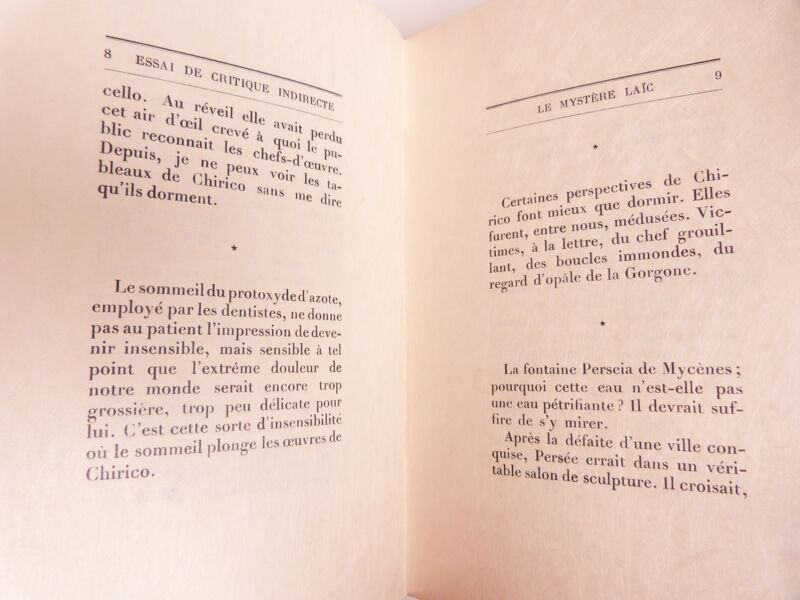 8 ESSAI DE CRITIQUE INDIRECTE
cello. Au réveil elle avait perdu
cet air d'œil crevé à quoi le pu-
blic reconnait les chefs-d'œuvre.
Depuis, je ne peux voir les ta-
bleaux de Chirico sans me dire
qu'ils dorment.
*
Le sommeil du protoxyde d'azote,
employé par les dentistes, ne donne
pas au patient l'impression de deve-
nir insensible, mais sensible à tel
point que l'extréme douleur de
notre monde serait encore trop
grossière, trop peu délicate pour
lui. C'est cette sorte d'insensibilité
où le sommeil plonge les œuvres de
Chirico.
LE MYSTÈRE LAÏC 9
*
Certaines perspectives de Chi-
rico font mieux que dormir. Elles
furent, entre nous, médusées. Vic-
times, à la lettre, du chef grouil-
lant, des boucles immondes, du
regard d'opàle de la Gorgone.
*
La fontaine Perseia de Mycènes ;
pourquoi cette eau n'est-elle pas
une eau pétrifiante ? Il devrait suf-
fire de s'y mirer.
Après la défaite d'une ville con-
quise, Persée errait dans un véri-
table salon de sculpture. Il croisait,